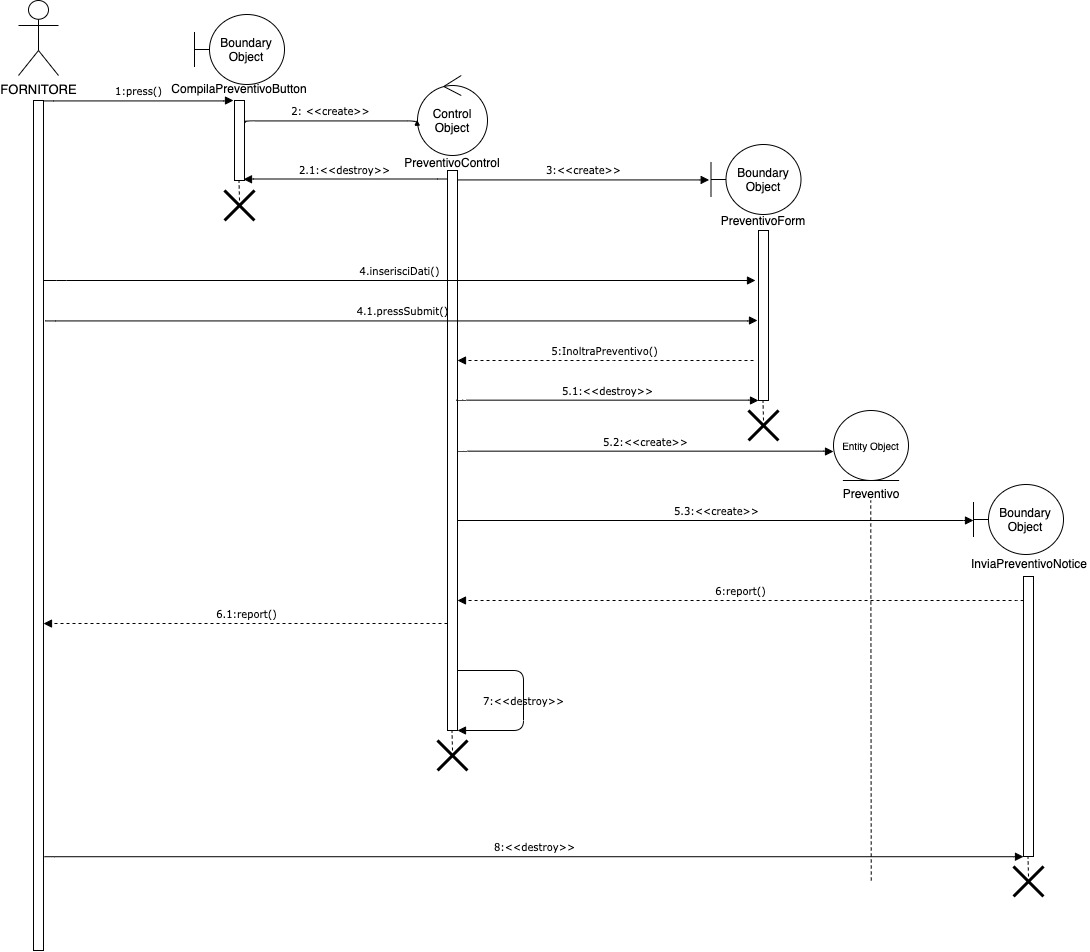 Boundary
Object
FORNITORE
CompilaPreventivoButton
1:press()
2: <<create>>
Control
Object
PreventivoControl
2.1:<<destroy>>
3:<<create>>
Boundary
Object
PreventivoForm
4.inserisciDati()
4.1.pressSubmit()
5:InoltraPreventivo()
5.1:<<destroy>>
5.2:<<create>>
Entity Object
Preventivo
5.3:<<create>>
Boundary
Object
InviaPreventivoNotice
6:report()
6.1:report()
7:<<destroy>>
8:<<destroy>>